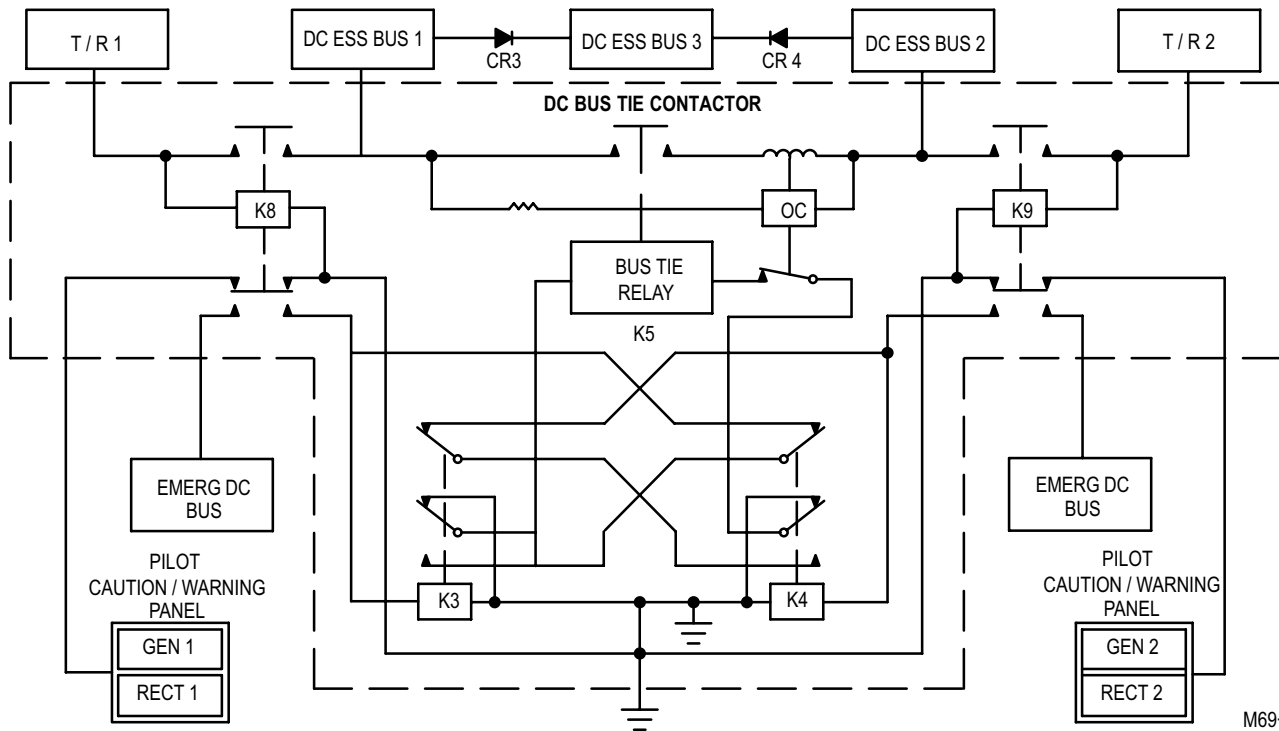 T / R 1
DC ESS BUS 1
CR3
DC ESS BUS 3
CR 4
DC ESS BUS 2
T / R 2
DC BUS TIE CONTACTOR
K8
OC
K9
BUS TIE
RELAY
K5
EMERG DC
BUS
EMERG DC
BUS
PILOT
CAUTION / WARNING
PANEL
GEN 1
RECT 1
K3
K4
PILOT
CAUTION / WARNING
PANEL
GEN 2
RECT 2